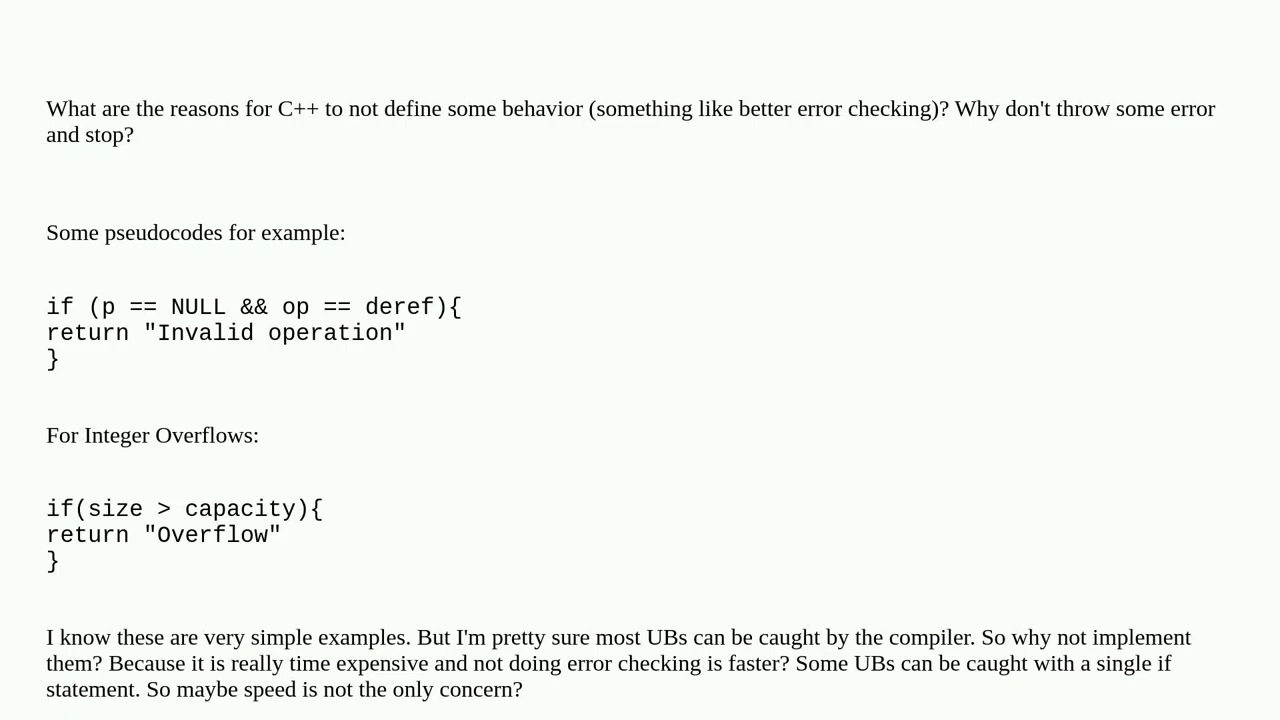 What are the reasons for C++ to not define some behavior (something like better error checking)? Why don't throw some error
and stop?
Some pseudocodes for example:
if (p == NULL && op == deref){
return "Invalid operation"
}
For Integer Overflows:
if(size > capacity){
return "Overflow"
}
I know these are very simple examples. But I'm pretty sure most UBs can be caught by the compiler. So why not implement
them? Because it is really time expensive and not doing error checking is faster? Some UBs can be caught with a single if
statement. So maybe speed is not the only concern?